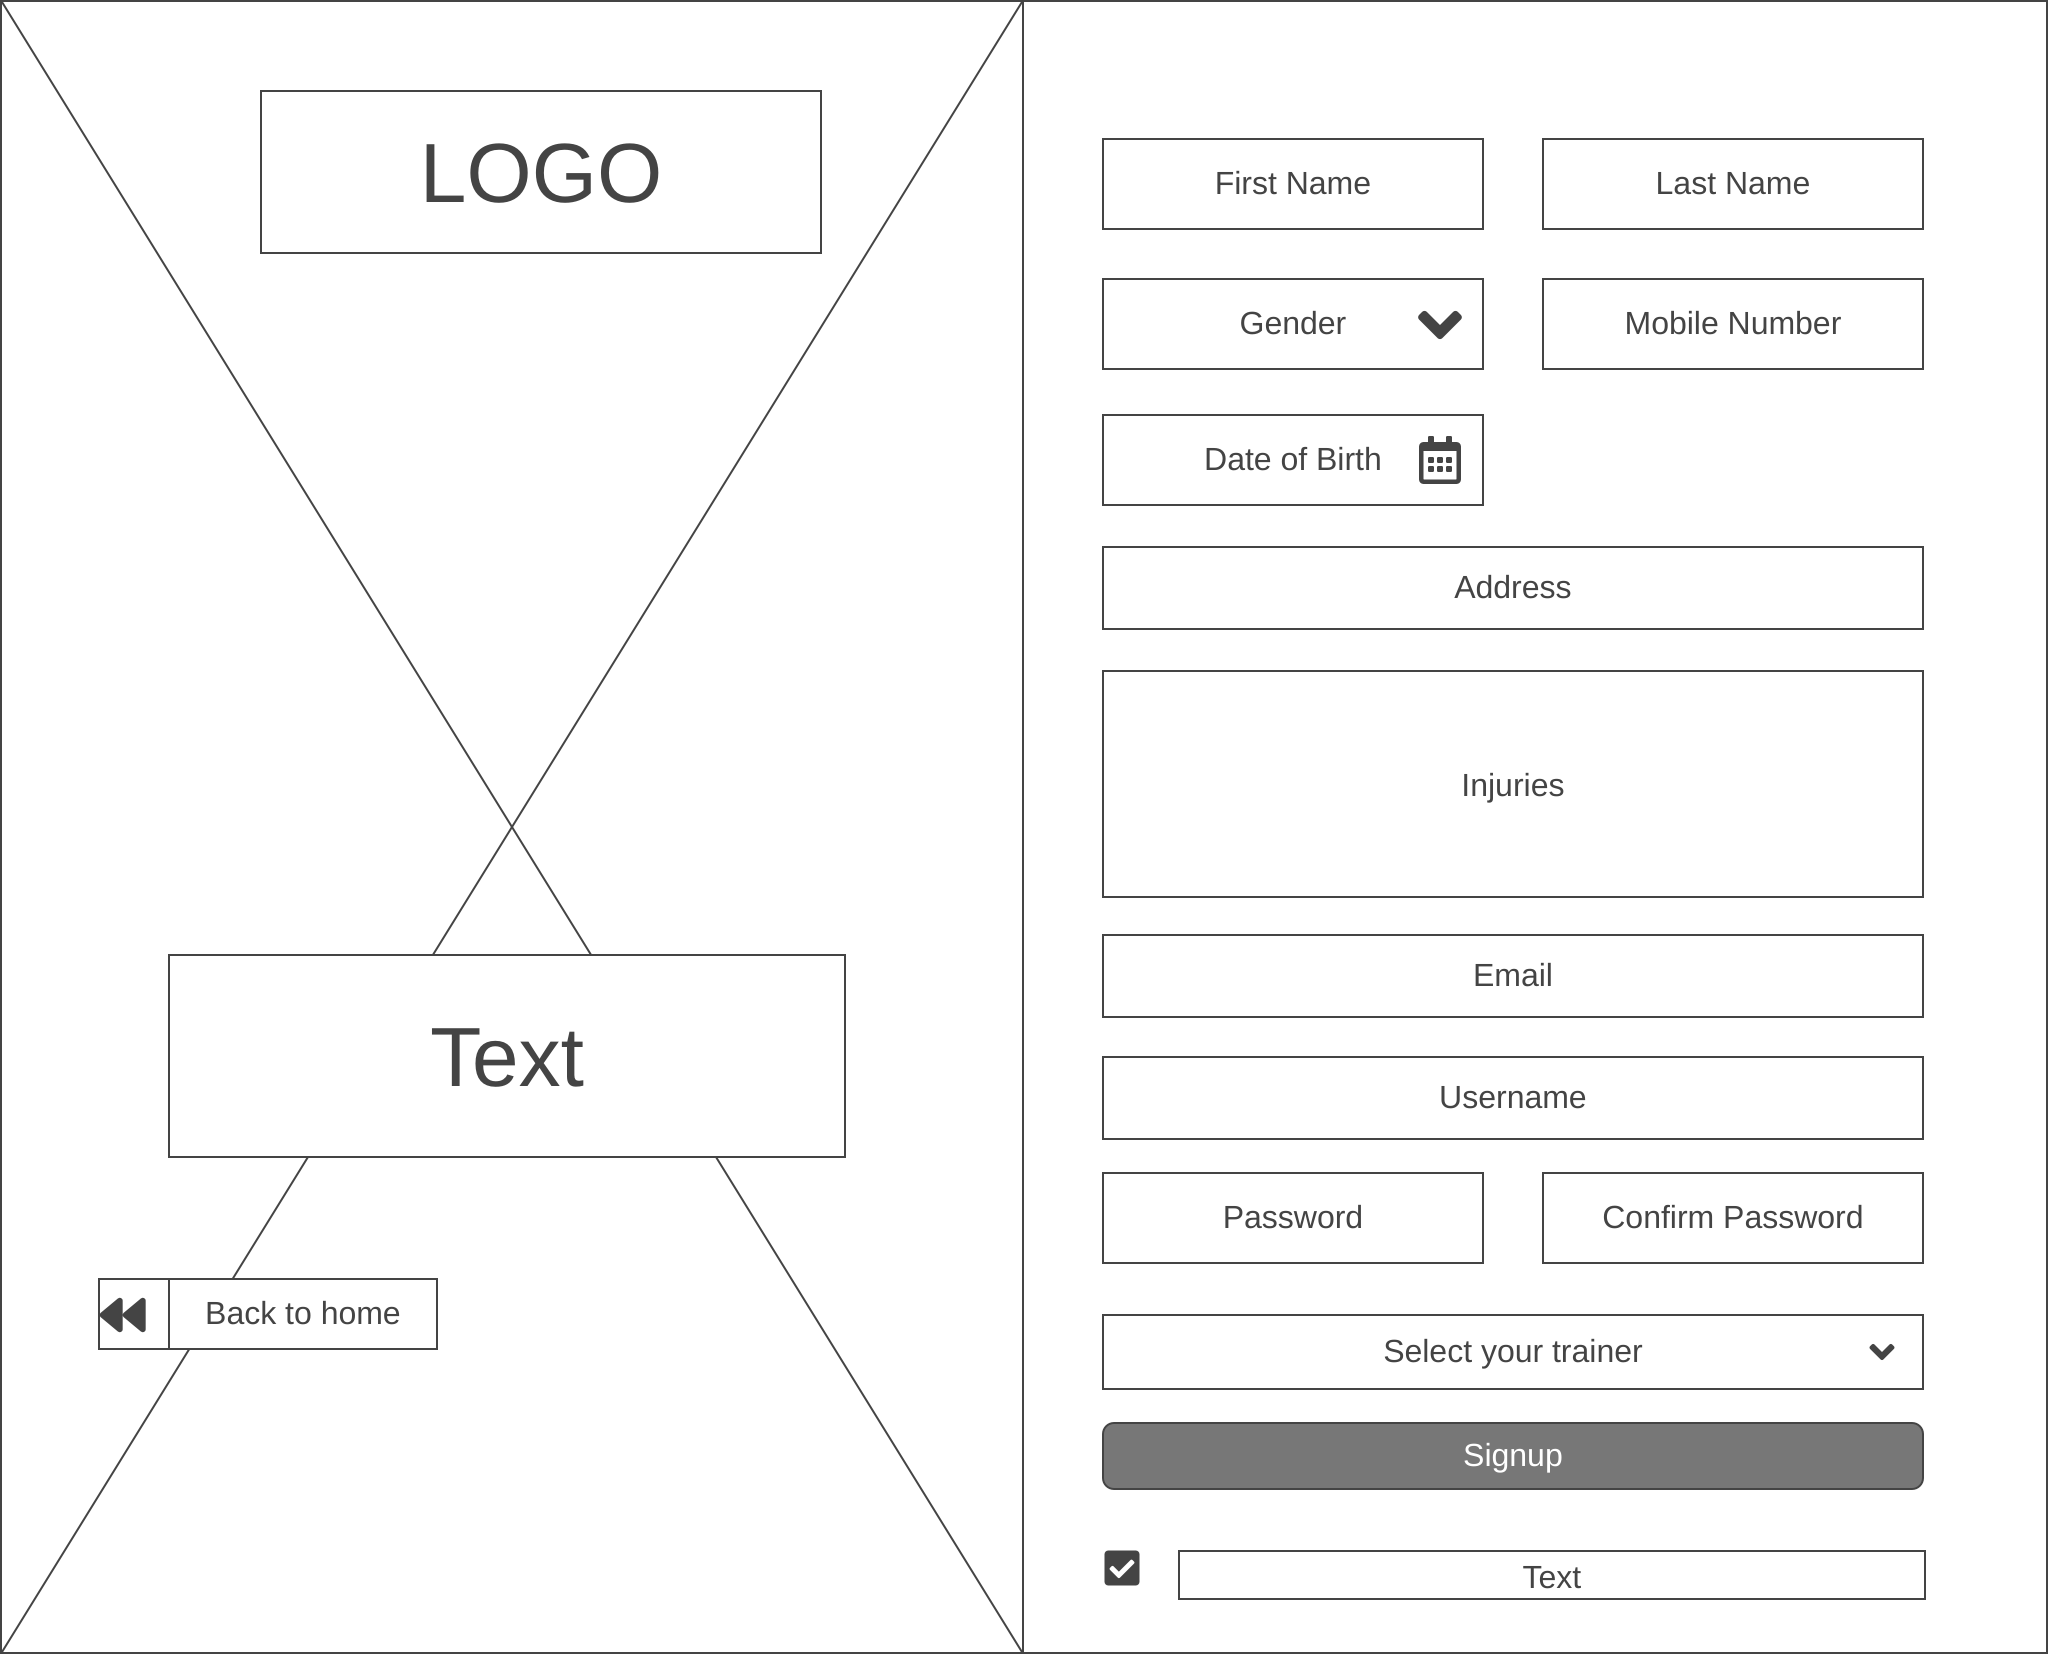 LOGO
Text
Back to home
First Name
Last Name
Gender
Mobile Number
Date of Birth
Address
Injuries
Email
Username
Password
Confirm Password
Select your trainer
Signup
Text